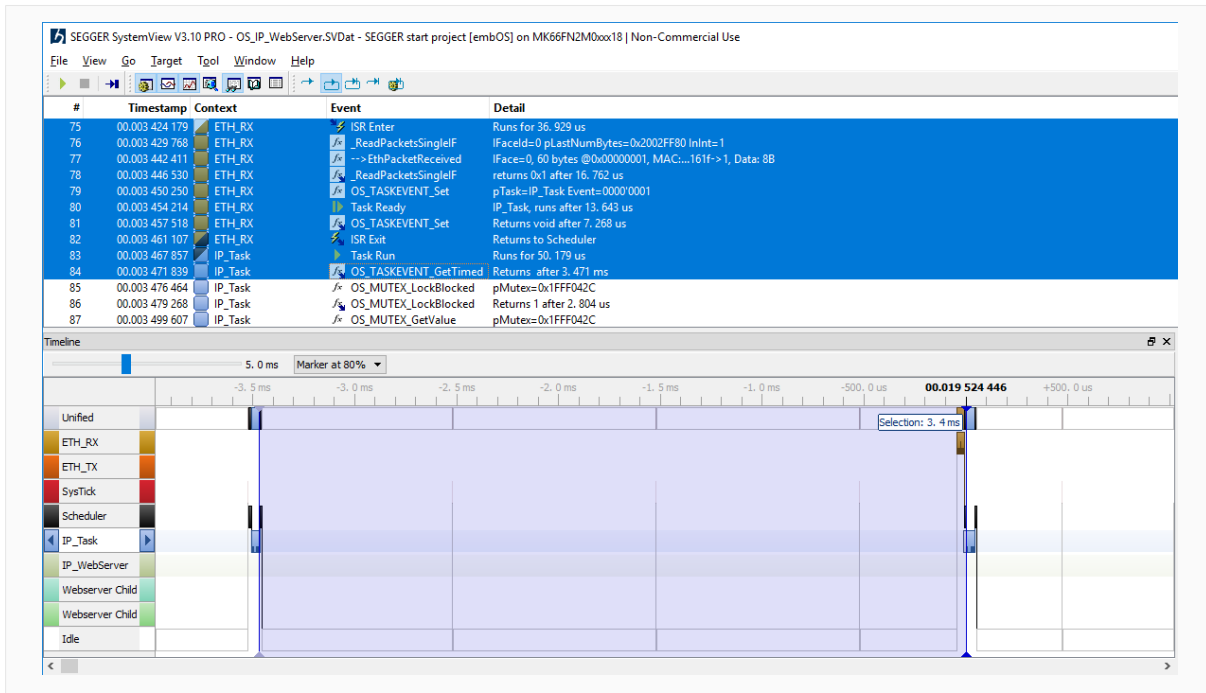 SEGGER SystemView V3.10 PRO - OS_IP_WebServer.SVDat - SEGGER start project [embOS] on MK66FN2M0xxx18 | Non-Commercial Use
File View Go Target Tool Window Help
# Timestamp Context Event Detail
75 00.003 424 179 ETH_RX ISR Enter Runs for 36. 929 us
76 00.003 429 768 ETH_RX fx _ReadPacketsSingleIF IFaceId=0 pLastNumBytes=0x2002FF80 InInt=1
77 00.003 442 411 ETH_RX fx -->EthPacketReceived IFace=0, 60 bytes @0x00000001, MAC:...161f->1, Data: 8B
78 00.003 446 530 ETH_RX fx _ReadPacketsSingleIF returns 0x1 after 16. 762 us
79 00.003 450 250 ETH_RX fx OS_TASKEVENT_Set pTask=IP_Task Event=0000'0001
80 00.003 454 214 ETH_RX Task Ready IP_Task, runs after 13. 643 us
81 00.003 457 518 ETH_RX fx OS_TASKEVENT_Set Returns void after 7. 268 us
82 00.003 461 107 ETH_RX ISR Exit Returns to Scheduler
83 00.003 467 857 IP_Task Task Run Runs for 50. 179 us
84 00.003 471 839 IP_Task fx OS_TASKEVENT_GetTimed Returns after 3. 471 ms
85 00.003 476 464 IP_Task fx OS_MUTEX_LockBlocked pMutex=0x1FFF042C
86 00.003 479 268 IP_Task fx OS_MUTEX_LockBlocked Returns 1 after 2. 804 us
87 00.003 499 607 IP_Task fx OS_MUTEX_GetValue pMutex=0x1FFF042C
Timeline
5. 0 ms Marker at 80%
-3. 5 ms -3. 0 ms -2. 5 ms -2. 0 ms -1. 5 ms -1. 0 ms -500. 0 us 00.019 524 446 +500. 0 us
Unified
Selection: 3. 4 ms
ETH_RX
ETH_TX
SysTick
Scheduler
IP_Task
IP_WebServer
Webserver Child
Webserver Child
Idle